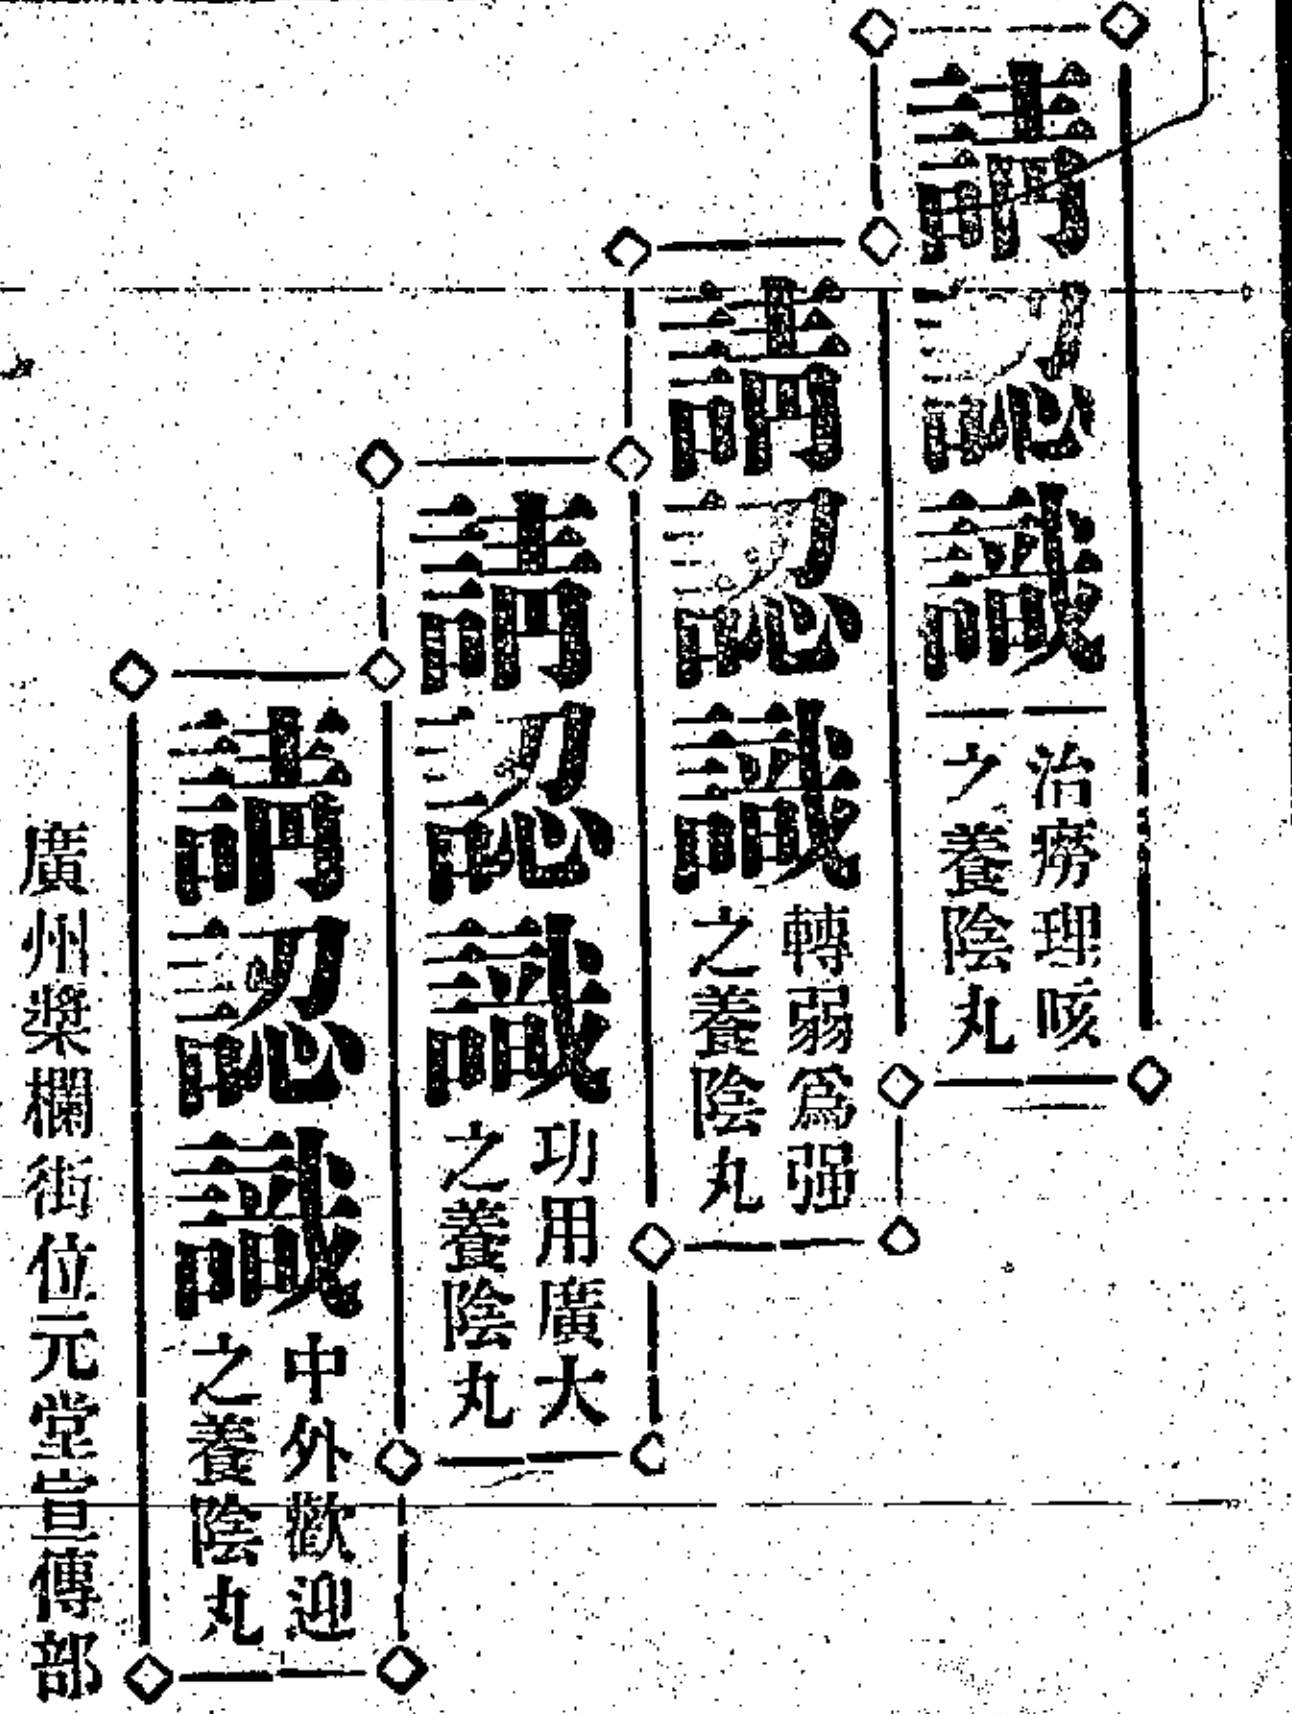 請認識
治癆理咳
之養陰丸
請認識
轉弱爲强
之養陰丸
請認識
功用廣大
之養陰丸
請認識
中外歡迎
之養陰丸
廣州槳欄街位元堂宣傳部